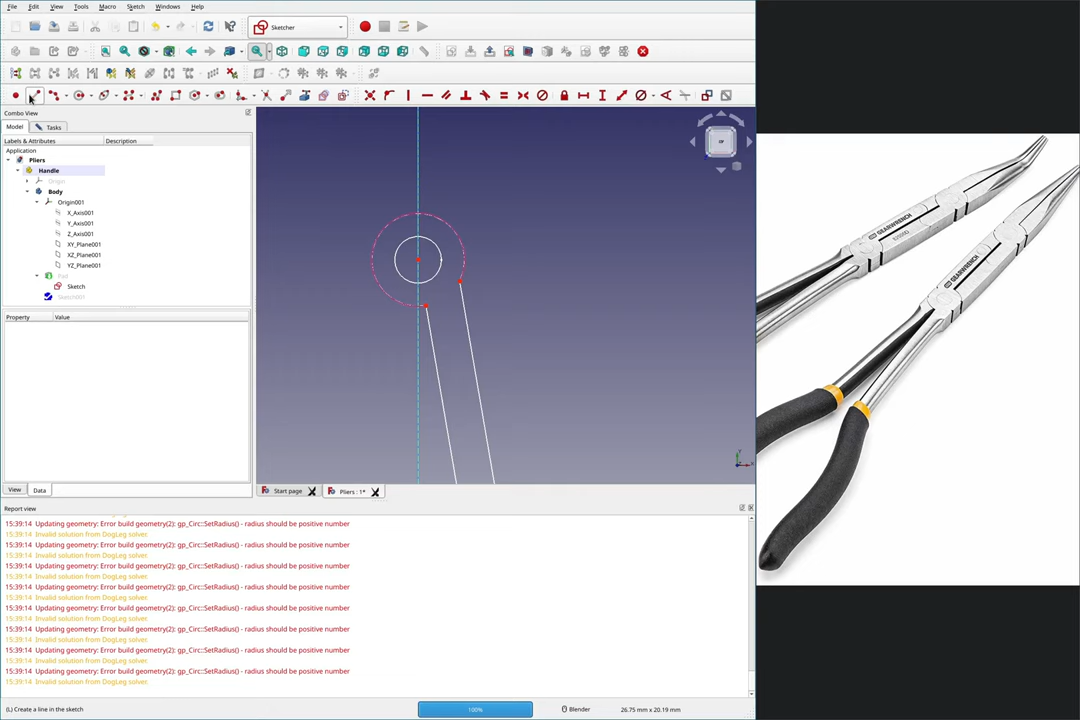 File Edit View Tools Macro Sketch Windows Help
Sketcher
Combo View
Model Tasks
Labels & Attributes Description
Application
Pliers
Handle
Origin
Body
Origin001
X_Axis001
Y_Axis001
Z_Axis001
XY_Plane001
XZ_Plane001
YZ_Plane001
Pad
Sketch
Sketch001
Property Value
View Data
Start page Pliers : 1*
Report view
15:39:14 Updating geometry: Error build geometry(2): gp_Circ::SetRadius() - radius should be positive number
15:39:14 Invalid solution from DogLeg solver.
15:39:14 Updating geometry: Error build geometry(2): gp_Circ::SetRadius() - radius should be positive number
15:39:14 Invalid solution from DogLeg solver.
15:39:14 Updating geometry: Error build geometry(2): gp_Circ::SetRadius() - radius should be positive number
15:39:14 Invalid solution from DogLeg solver.
15:39:14 Updating geometry: Error build geometry(2): gp_Circ::SetRadius() - radius should be positive number
15:39:14 Invalid solution from DogLeg solver.
15:39:14 Updating geometry: Error build geometry(2): gp_Circ::SetRadius() - radius should be positive number
15:39:14 Invalid solution from DogLeg solver.
15:39:14 Updating geometry: Error build geometry(2): gp_Circ::SetRadius() - radius should be positive number
15:39:14 Invalid solution from DogLeg solver.
15:39:14 Updating geometry: Error build geometry(2): gp_Circ::SetRadius() - radius should be positive number
15:39:14 Invalid solution from DogLeg solver.
15:39:14 Updating geometry: Error build geometry(2): gp_Circ::SetRadius() - radius should be positive number
15:39:14 Invalid solution from DogLeg solver.
(L) Create a line in the sketch
100%
Blender
26.75 mm x 20.19 mm
GEARWRENCH
GEARWRENCH